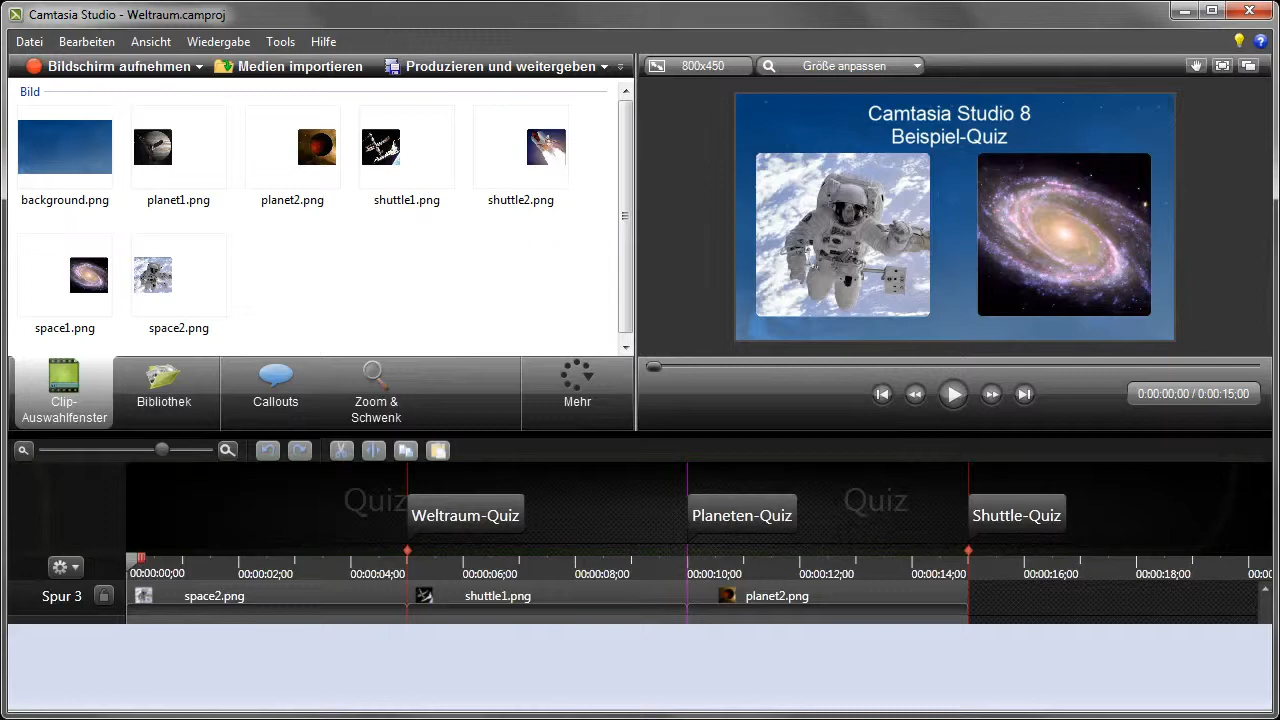 Camtasia Studio - Weltraum.camproj
Datei Bearbeiten Ansicht Wiedergabe Tools Hilfe
Bildschirm aufnehmen Medien importieren Produzieren und weitergeben
800x450 Größe anpassen
Bild
background.png planet1.png planet2.png shuttle1.png shuttle2.png
space1.png space2.png
Camtasia Studio 8
Beispiel-Quiz
Clip-
Auswahlfenster
Bibliothek
Callouts
Zoom &
Schwenk
Mehr
0:00:00;00 / 0:00:15;00
Quiz Quiz
Weltraum-Quiz Planeten-Quiz Shuttle-Quiz
00:00:00;00 00:00:02;00 00:00:04;00 00:00:06;00 00:00:08;00 00:00:10;00 00:00:12;00 00:00:14;00 00:00:16;00 00:00:18;00 00:0
Spur 3 space2.png shuttle1.png planet2.png